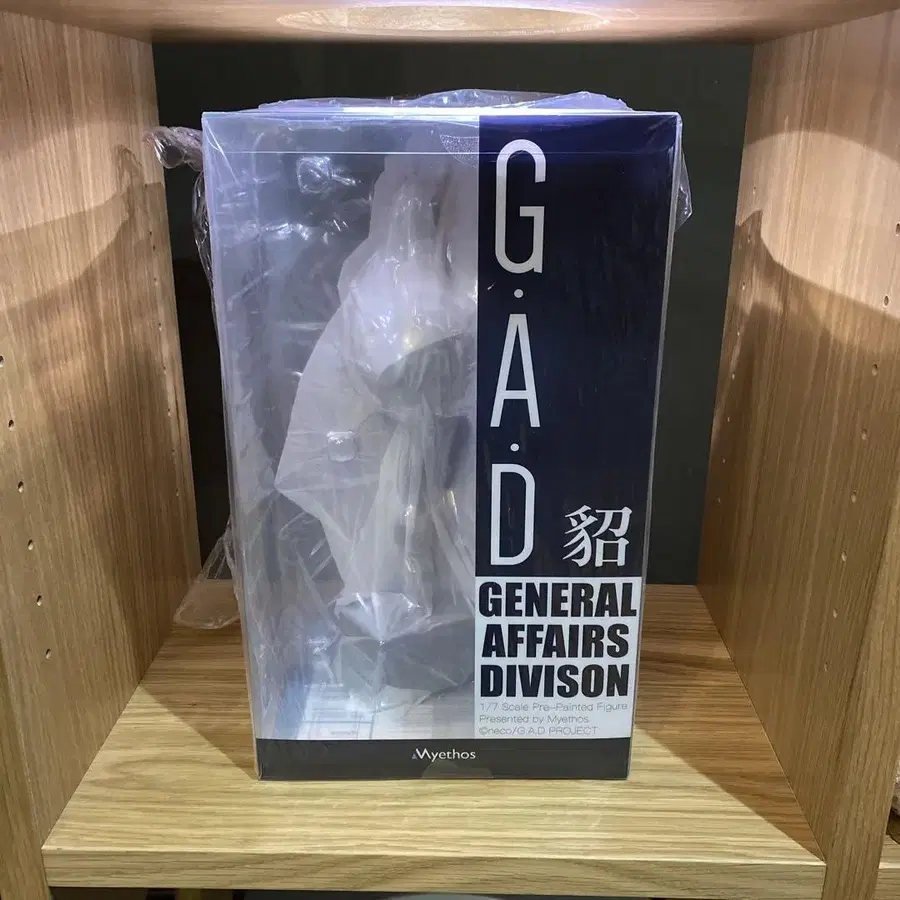 G.A.D
貂
GENERAL
AFFAIRS
DIVISON
1/7 Scale Pre-Painted Figure
Presented by Myethos
©neco/G.A.D PROJECT
Myethos